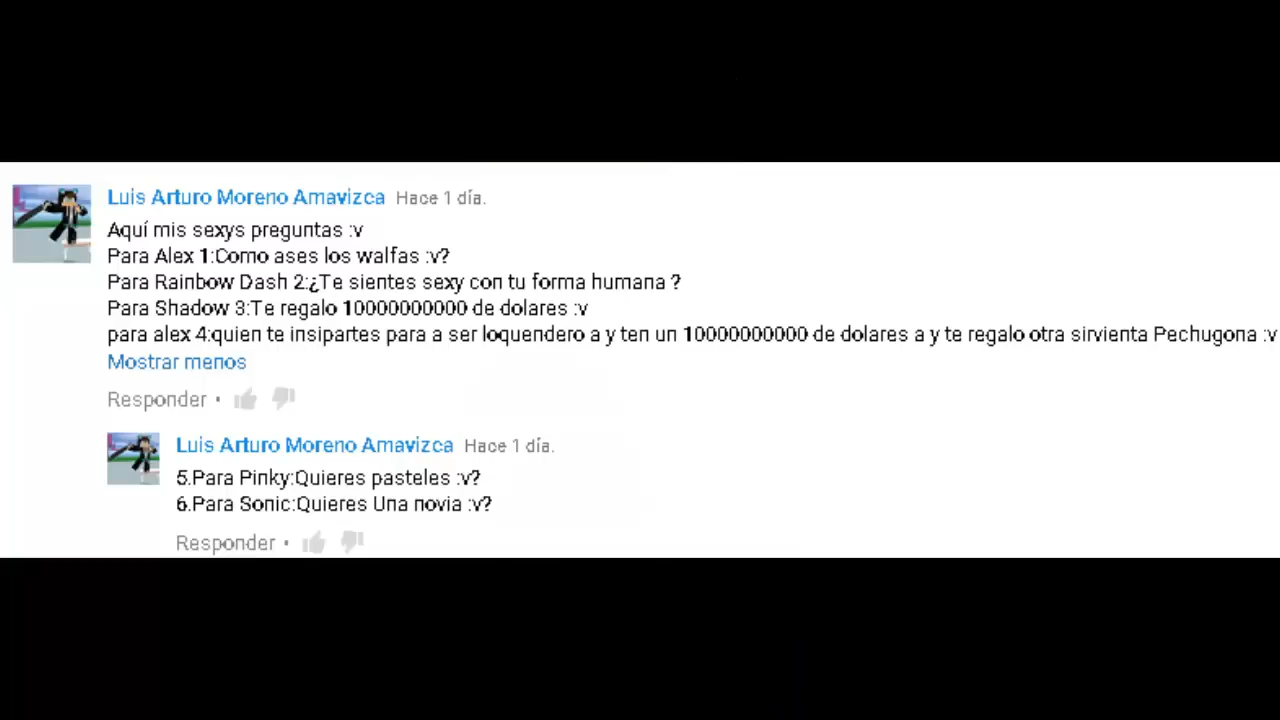 Luis Arturo Moreno Amavizca Hace 1 día.
Aquí mis sexys preguntas :v
Para Alex 1:Como ases los walfas :v?
Para Rainbow Dash 2:¿Te sientes sexy con tu forma humana ?
Para Shadow 3:Te regalo 10000000000 de dolares :v
para alex 4:quien te insipartes para a ser loquendero a y ten un 10000000000 de dolares a y te regalo otra sirvienta Pechugona :v
Mostrar menos
Responder •
Luis Arturo Moreno Amavizca Hace 1 día.
5.Para Pinky:Quieres pasteles :v?
6.Para Sonic:Quieres Una novia :v?
Responder •